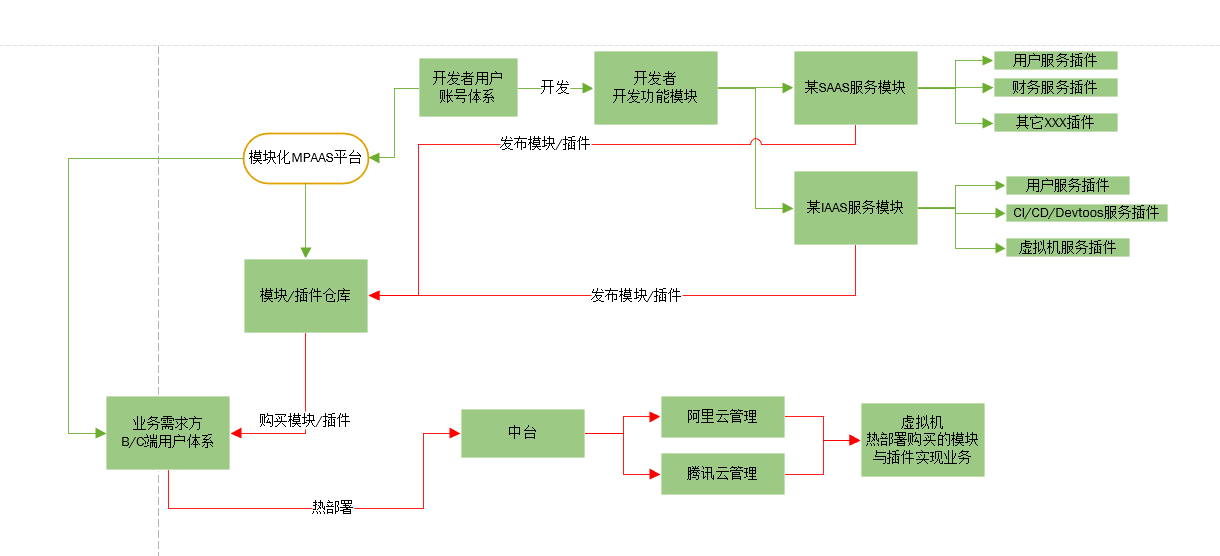 开发者用户
账号体系
开发
开发者
开发功能模块
某SAAS服务模块
用户服务插件
财务服务插件
其它XXX插件
发布模块/插件
模块化MPAAS平台
某IAAS服务模块
用户服务插件
CI/CD/Devtoos服务插件
虚拟机服务插件
模块/插件仓库
发布模块/插件
购买模块/插件
业务需求方
B/C端用户体系
中台
阿里云管理
腾讯云管理
虚拟机
热部署购买的模块
与插件实现业务
热部署